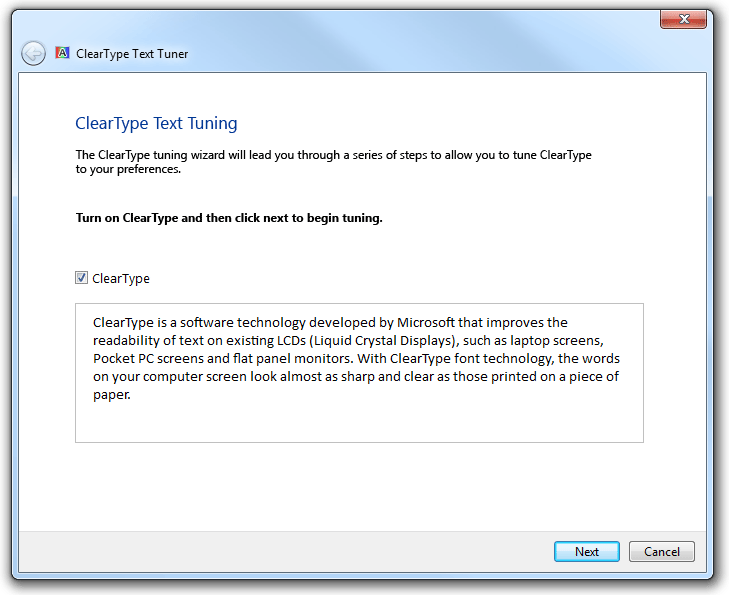 ClearType Text Tuner
ClearType Text Tuning
The ClearType tuning wizard will lead you through a series of steps to allow you to tune ClearType
to your preferences.
Turn on ClearType and then click next to begin tuning.
ClearType
ClearType is a software technology developed by Microsoft that improves the
readability of text on existing LCDs (Liquid Crystal Displays), such as laptop screens,
Pocket PC screens and flat panel monitors. With ClearType font technology, the words
on your computer screen look almost as sharp and clear as those printed on a piece of
paper.
Next Cancel